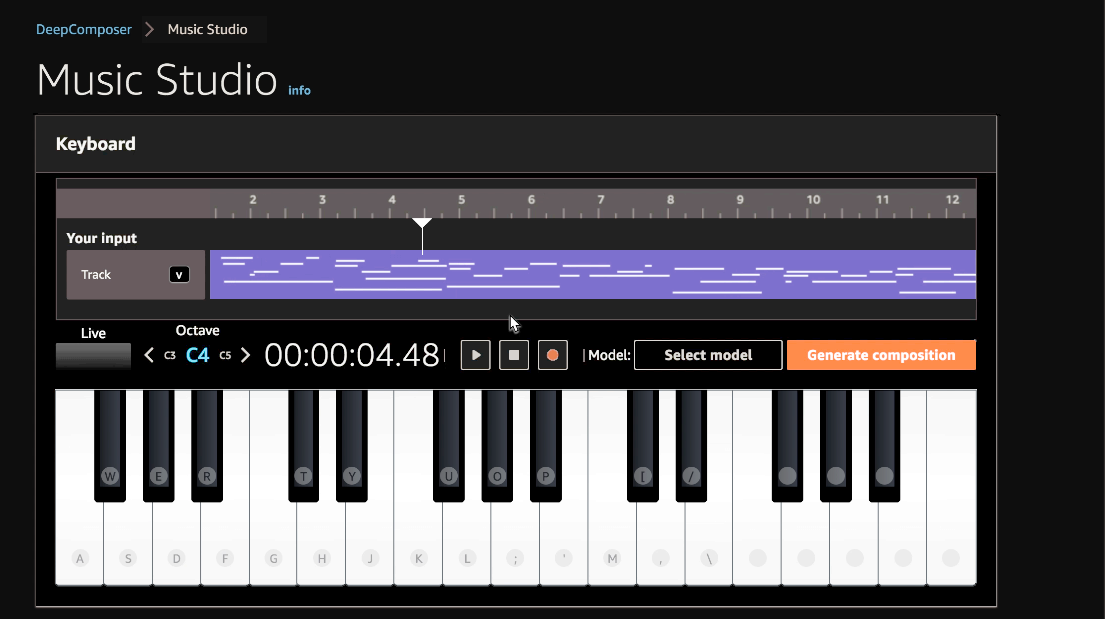 DeepComposer > Music Studio
Music Studio info
Keyboard
2 3 4 5 6 7 8 9 10 11 12
Your input
Track v
Live Octave
C3 C4 C5 00:00:04.48 | Model: Select model Generate composition
W E R T Y U O P [ /
A S D F G H J K L ; ' M , \